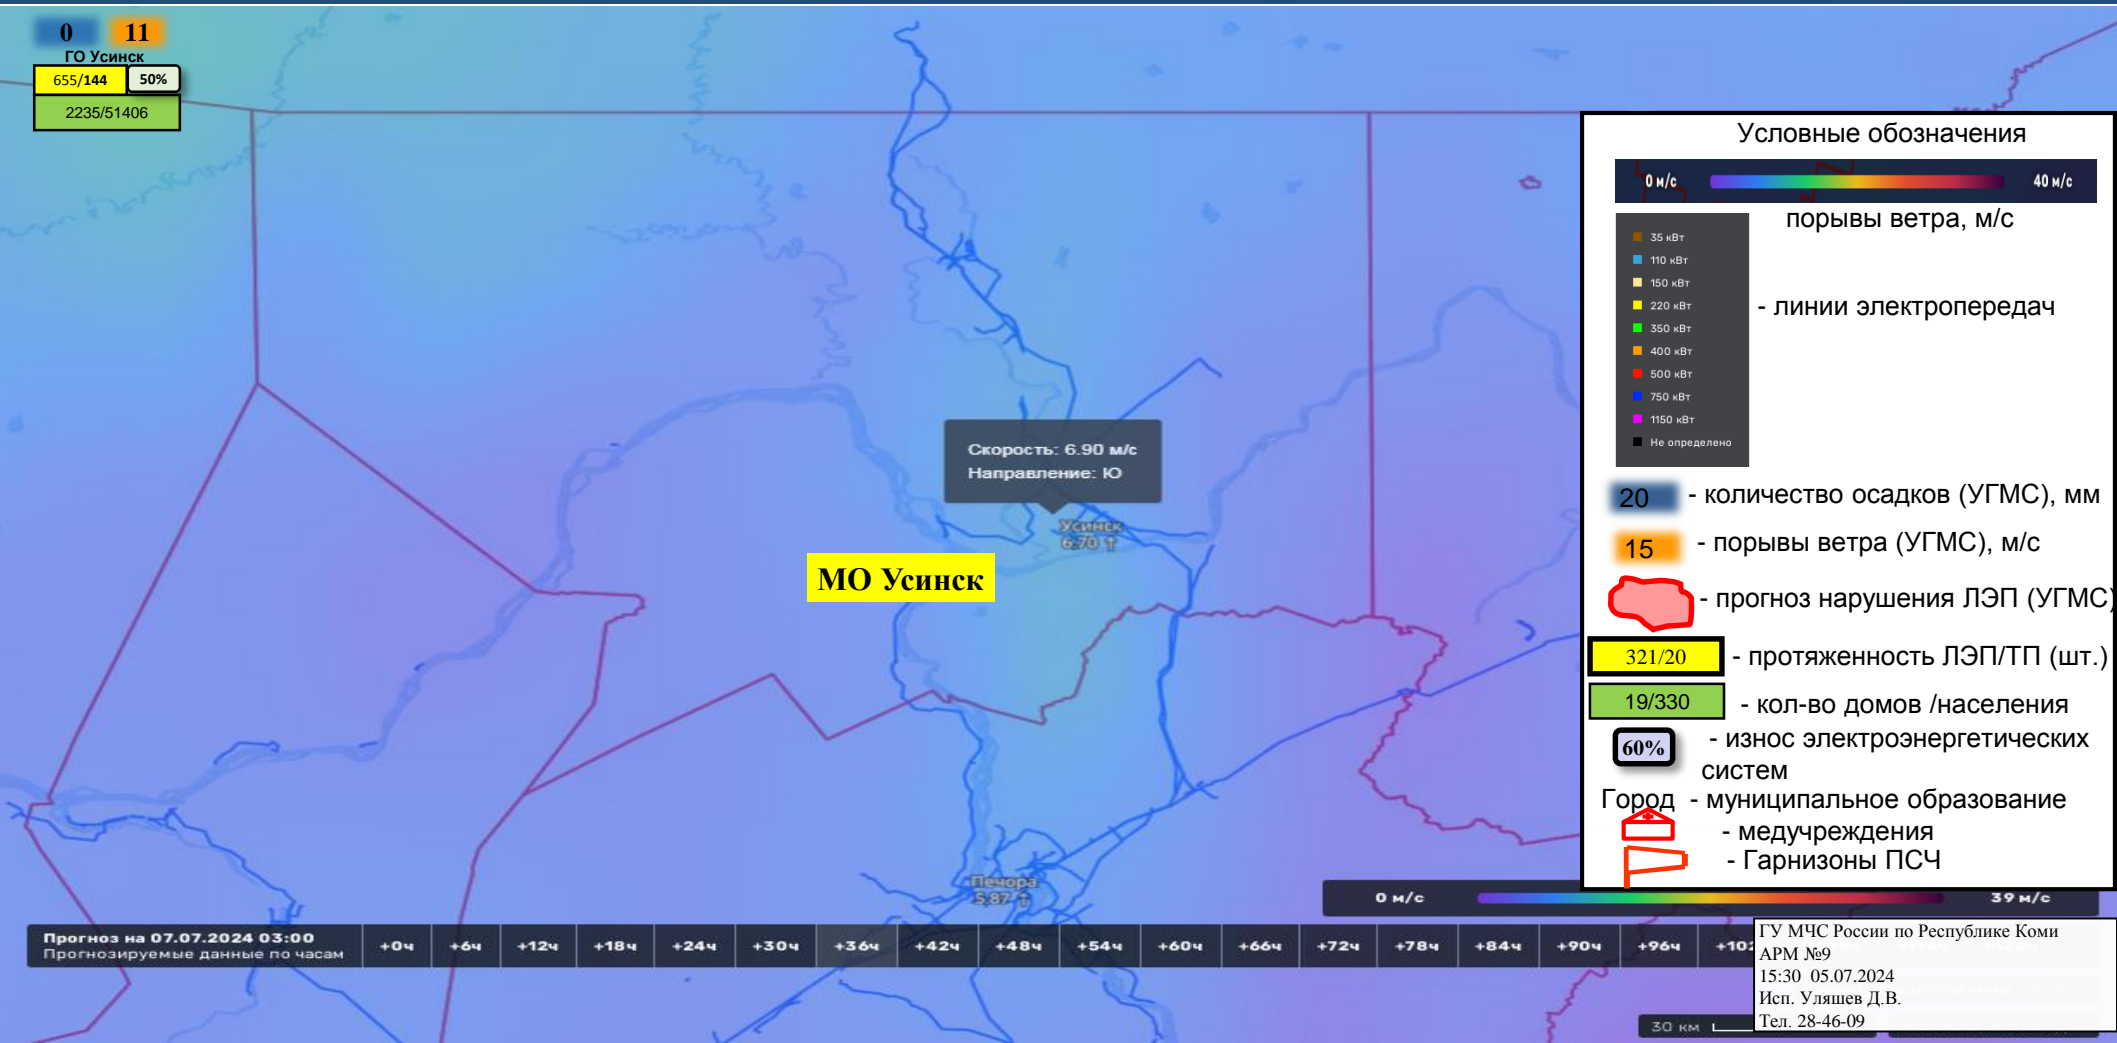 0 11
ГО Усинск
655/144 50%
2235/51406
Условные обозначения
0 м/с 40 м/с
порывы ветра, м/с
35 кВт
110 кВт
150 кВт
220 кВт
350 кВт
400 кВт
500 кВт
750 кВт
1150 кВт
Не определено
- линии электропередач
20 - количество осадков (УГМС), мм
15 - порывы ветра (УГМС), м/с
- прогноз нарушения ЛЭП (УГМС)
321/20 - протяженность ЛЭП/ТП (шт.)
19/330 - кол-во домов /населения
60% - износ электроэнергетических
систем
Город - муниципальное образование
- медучреждения
- Гарнизоны ПСЧ
Скорость: 6.90 м/с
Направление: Ю
Усинск
6.70 ↑
МО Усинск
Печора
5.87 ↑
0 м/с 39 м/с
Прогноз на 07.07.2024 03:00
Прогнозируемые данные по часам
+0ч +6ч +12ч +18ч +24ч +30ч +36ч +42ч +48ч +54ч +60ч +66ч +72ч +78ч +84ч +90ч +96ч +102
ГУ МЧС России по Республике Коми
АРМ №9
15:30 05.07.2024
Исп. Уляшев Д.В.
Тел. 28-46-09
30 км